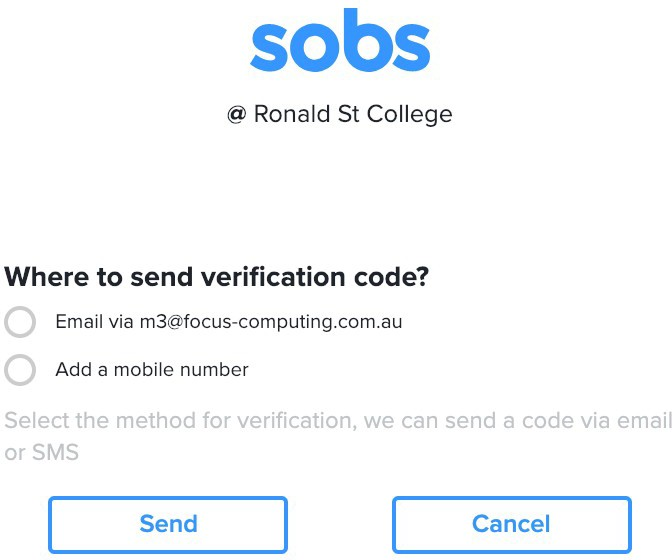 sobs
@ Ronald St College
Where to send verification code?
Email via m3@focus-computing.com.au
Add a mobile number
Select the method for verification, we can send a code via email
or SMS
Send
Cancel